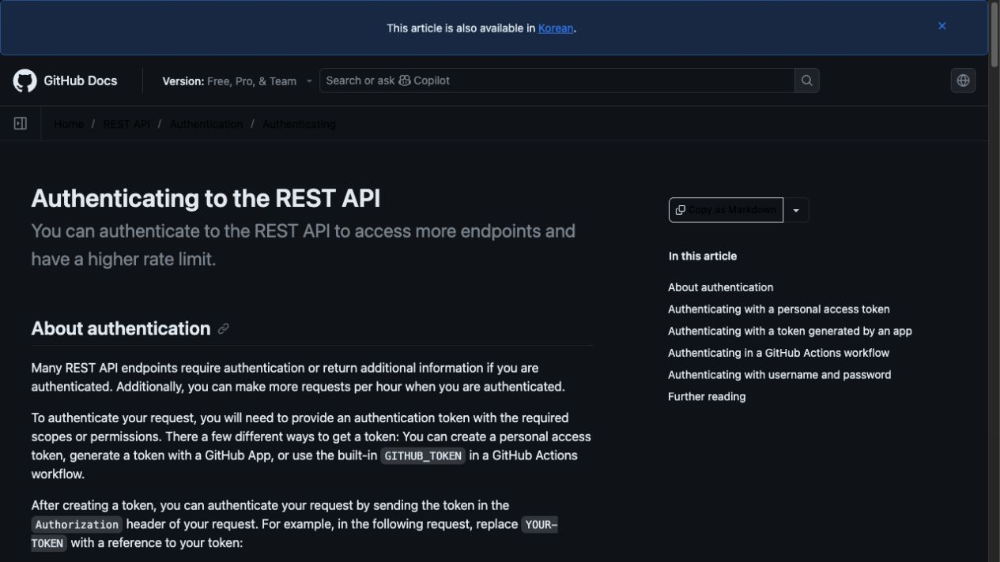 This article is also available in Korean.
GitHub Docs
Version: Free, Pro, & Team
Search or ask Copilot
Home / REST API / Authentication / Authenticating
Authenticating to the REST API
You can authenticate to the REST API to access more endpoints and
have a higher rate limit.
Copy as Markdown
In this article
About authentication
Authenticating with a personal access token
Authenticating with a token generated by an app
Authenticating in a GitHub Actions workflow
Authenticating with username and password
Further reading
About authentication
Many REST API endpoints require authentication or return additional information if you are
authenticated. Additionally, you can make more requests per hour when you are authenticated.
To authenticate your request, you will need to provide an authentication token with the required
scopes or permissions. There a few different ways to get a token: You can create a personal access
token, generate a token with a GitHub App, or use the built-in GITHUB_TOKEN in a GitHub Actions
workflow.
After creating a token, you can authenticate your request by sending the token in the
Authorization header of your request. For example, in the following request, replace YOUR-
TOKEN with a reference to your token: